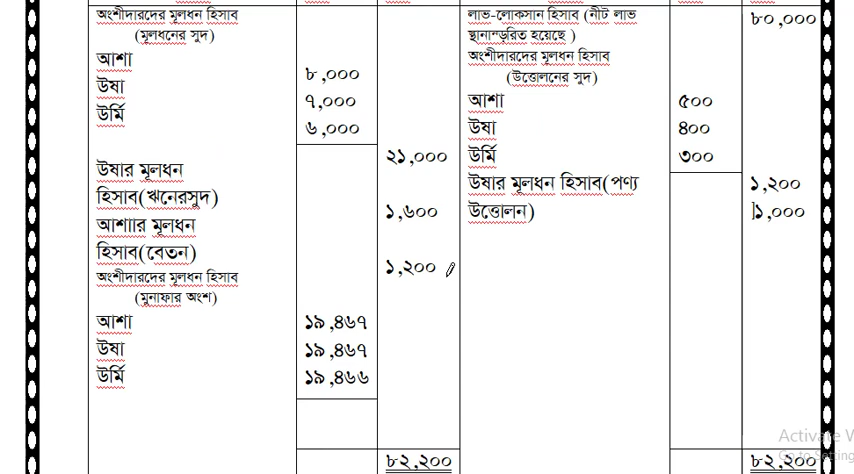 অংশীদারদের মূলধন হিসাব
(মূলধনের সুদ)
আশা
৮,০০০
উষা
৭,০০০
উর্মি
৬,০০০
২১,০০০
উষার মূলধন
হিসাব(ঋনেরসুদ)
১,৬০০
আশাার মূলধন
হিসাব(বেতন)
১,২০০
অংশীদারদের মূলধন হিসাব
(মুনাফার অংশ)
আশা
১৯,৪৬৭
উষা
১৯,৪৬৭
উর্মি
১৯,৪৬৬
৮২,২০০
লাভ-লোকসান হিসাব (নীট লাভ
৮০,০০০
স্থানান্ড়রিত হয়েছে )
অংশীদারদের মূলধন হিসাব
(উত্তোলনের সুদ)
আশা
৫০০
উষা
৪০০
উর্মি
৩০০
১,২০০
উষার মূলধন হিসাব(পণ্য
উত্তোলন)
১,০০০
৮২,২০০
Activate W
Go to Setting